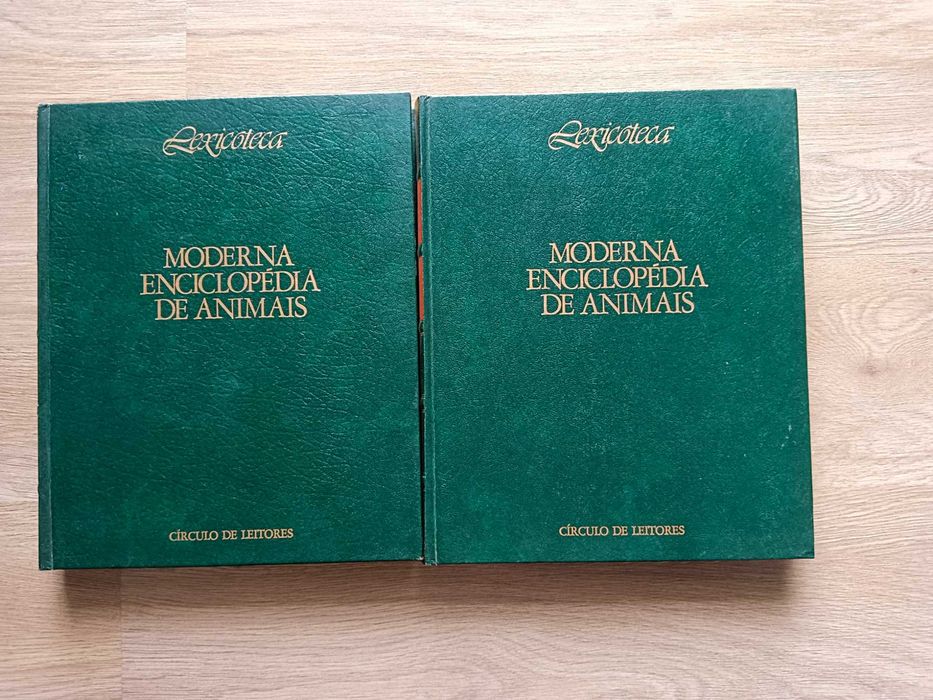 Lexicoteca
MODERNA
ENCICLOPÉDIA
DE ANIMAIS
CÍRCULO DE LEITORES
Lexicoteca
MODERNA
ENCICLOPÉDIA
DE ANIMAIS
CÍRCULO DE LEITORES